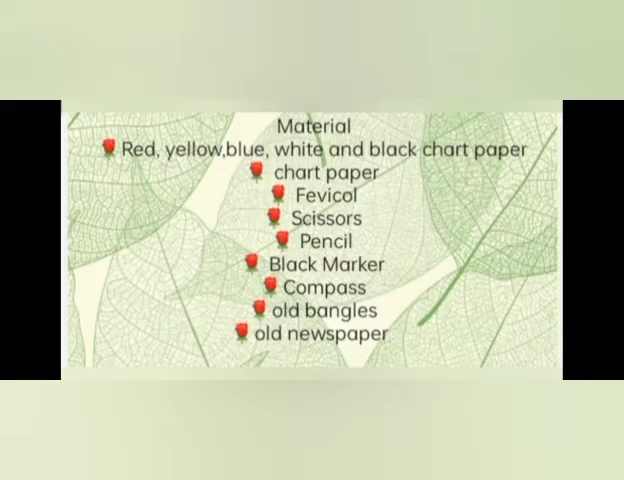 Material
Red, yellow,blue, white and black chart paper
chart paper
Fevicol
Scissors
Pencil
Black Marker
Compass
old bangles
old newspaper